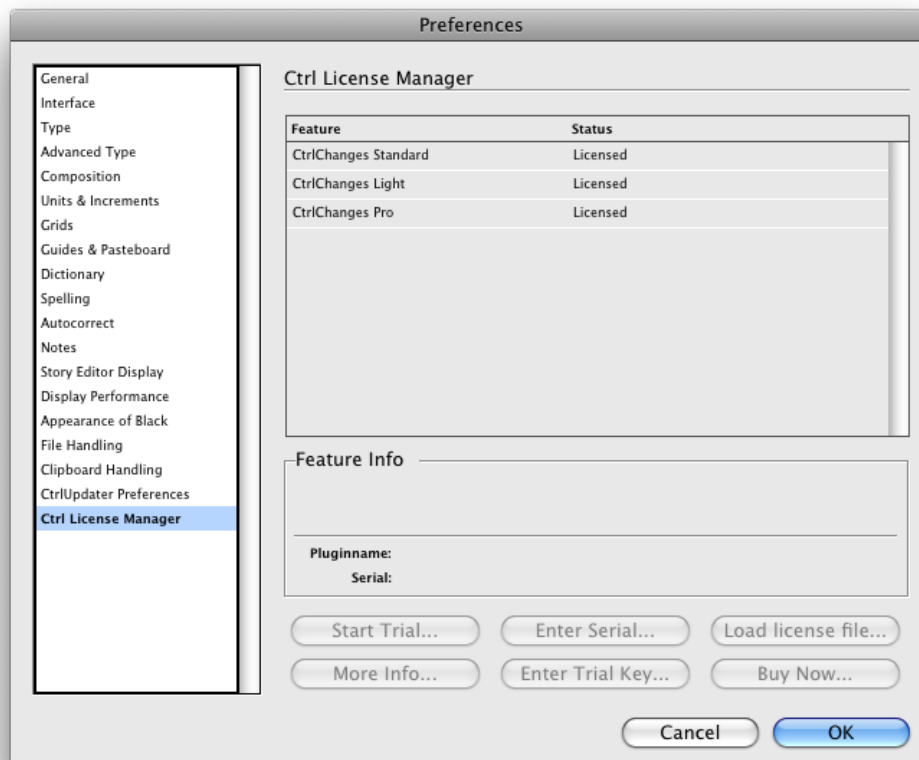 Preferences
General
Interface
Type
Advanced Type
Composition
Units & Increments
Grids
Guides & Pasteboard
Dictionary
Spelling
Autocorrect
Notes
Story Editor Display
Display Performance
Appearance of Black
File Handling
Clipboard Handling
CtrlUpdater Preferences
Ctrl License Manager
Ctrl License Manager
Feature Status
CtrlChanges Standard Licensed
CtrlChanges Light Licensed
CtrlChanges Pro Licensed
Feature Info
Pluginname:
Serial:
Start Trial... Enter Serial... Load license file...
More Info... Enter Trial Key... Buy Now...
Cancel OK